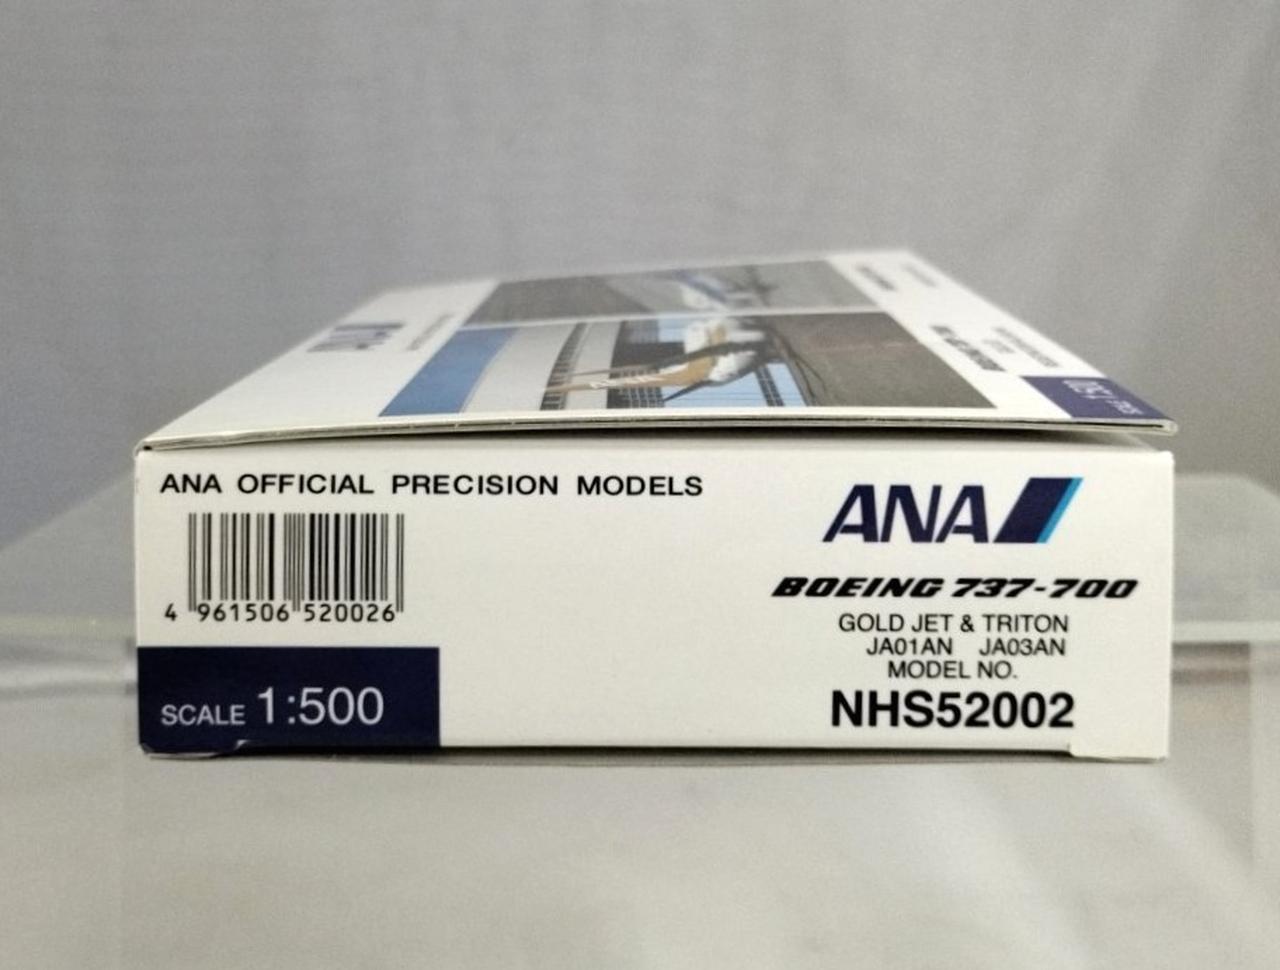 ANA OFFICIAL PRECISION MODELS
4 961506 520026
SCALE 1:500
ANA
BOEING 737-700
GOLD JET & TRITON
JA01AN JA03AN
MODEL NO.
NHS52002